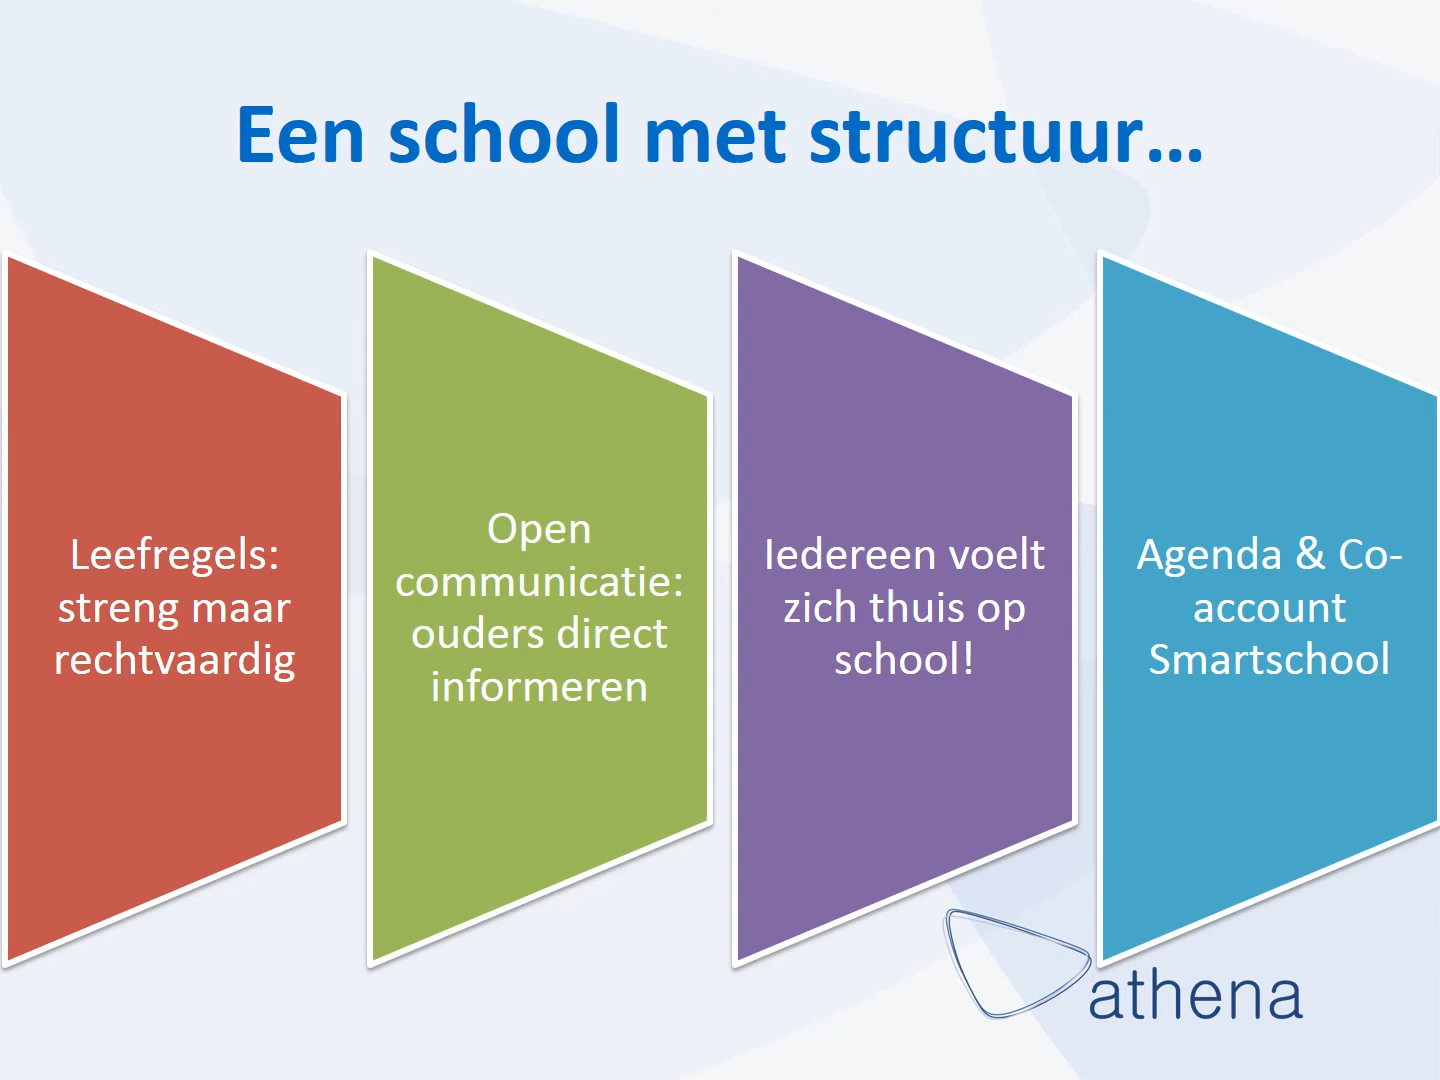 Een school met structuur...
Leefregels:
streng maar
rechtvaardig
Open
communicatie:
ouders direct
informeren
Iedereen voelt
zich thuis op
school!
Agenda & Co-
account
Smartschool
athena